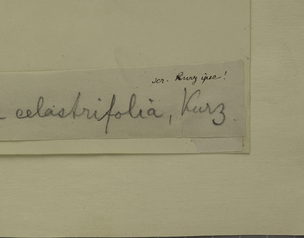 scr. Kurz ipse!
celastrifolia, Kurz.